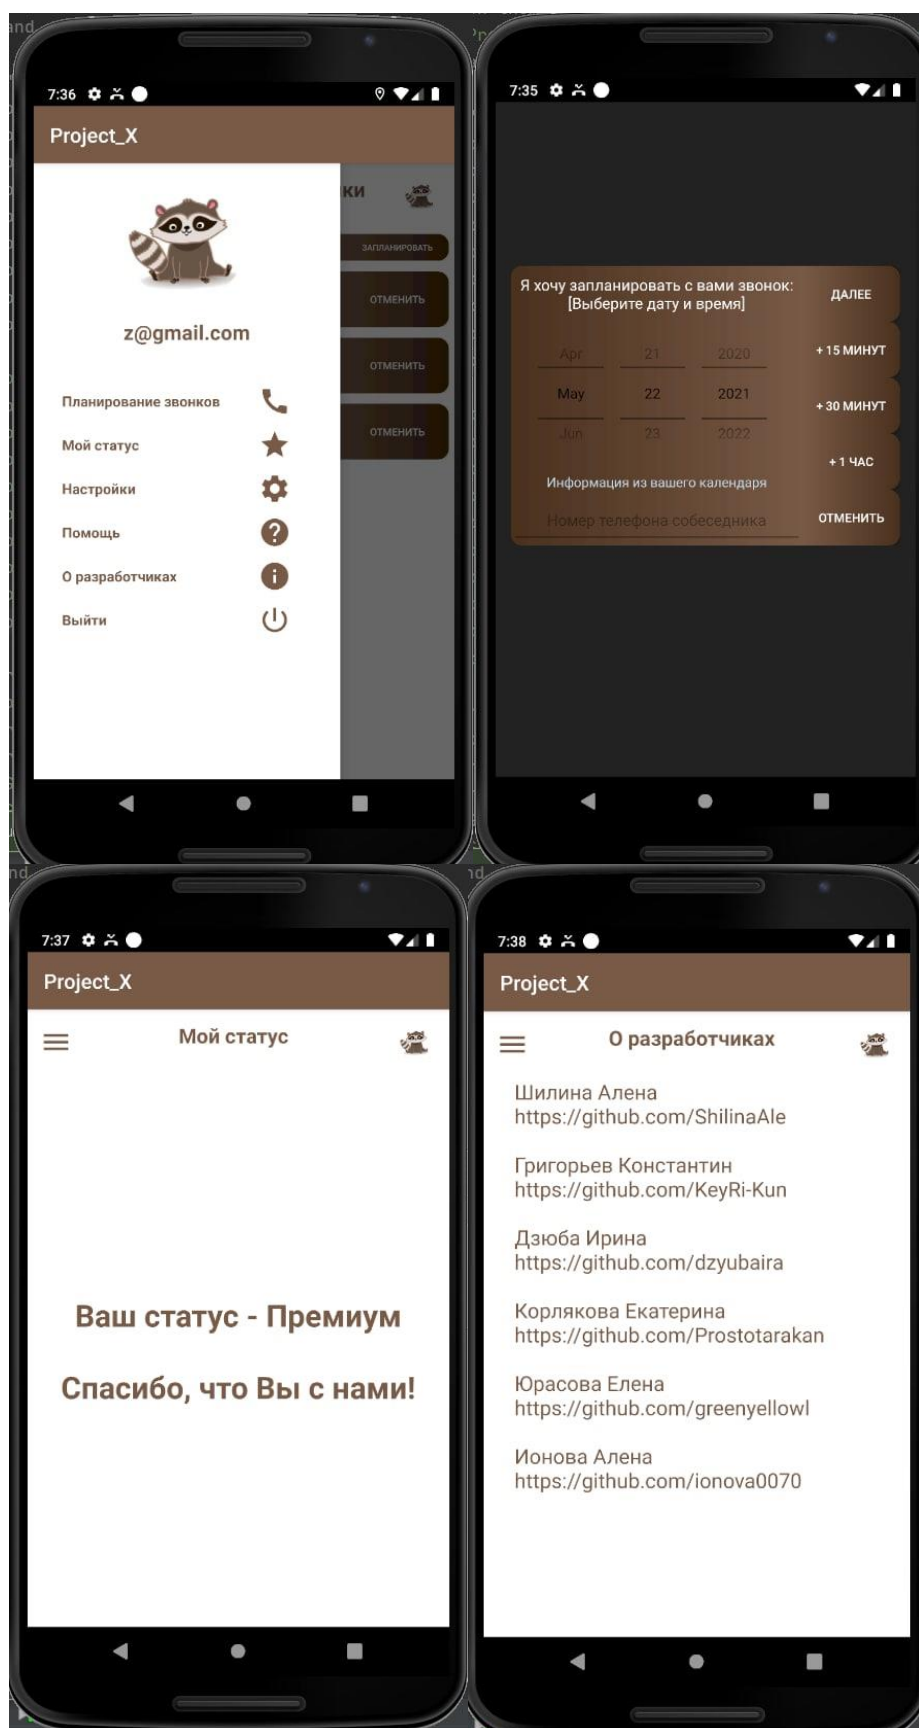 and
7:36
Project_X
ки
ЗАПЛАНИРОВАТЬ
ОТМЕНИТЬ
ОТМЕНИТЬ
ОТМЕНИТЬ
z@gmail.com
Планирование звонков
Мой статус
Настройки
Помощь
О разработчиках
Выйти
7:35
Я хочу запланировать с вами звонок:
[Выберите дату и время]
Apr 21 2020
May 22 2021
Jun 23 2022
Информация из вашего календаря
Номер телефона собеседника
ДАЛЕЕ
+ 15 МИНУТ
+ 30 МИНУТ
+ 1 ЧАС
ОТМЕНИТЬ
nd
7:37
Project_X
Мой статус
Ваш статус - Премиум
Спасибо, что Вы с нами!
nd
7:38
Project_X
О разработчиках
Шилина Алена
https://github.com/ShilinaAle
Григорьев Константин
https://github.com/KeyRi-Kun
Дзюба Ирина
https://github.com/dzyubaira
Корлякова Екатерина
https://github.com/Prostotarakan
Юрасова Елена
https://github.com/greenyellowl
Ионова Алена
https://github.com/ionova0070